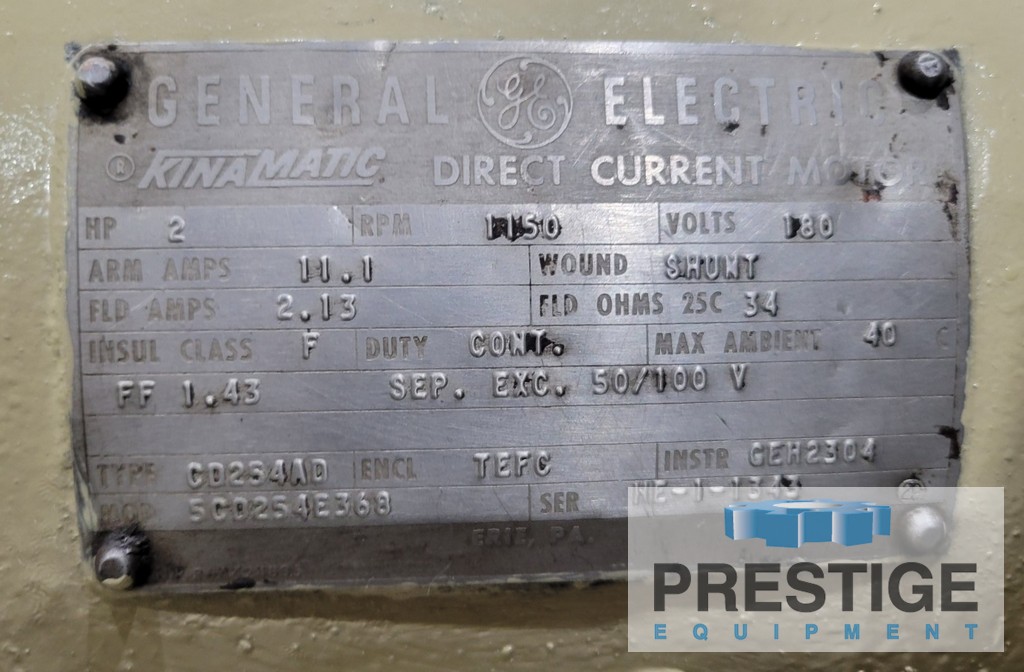 GENERAL GE ELECTRIC
® KINAMATIC DIRECT CURRENT MOTOR
HP 2 RPM 1150 VOLTS 180
ARM AMPS 11.1 WOUND SHUNT
FLD AMPS 2.13 FLD OHMS 25C 34
INSUL CLASS F DUTY CONT. MAX AMBIENT 40 C
FF 1.43 SEP. EXC. 50/100 V
TYPE CD254AD ENCL TEFC INSTR GEH2304
MOD 5CD254E368 SER
ERIE, PA.
PRESTIGE
EQUIPMENT